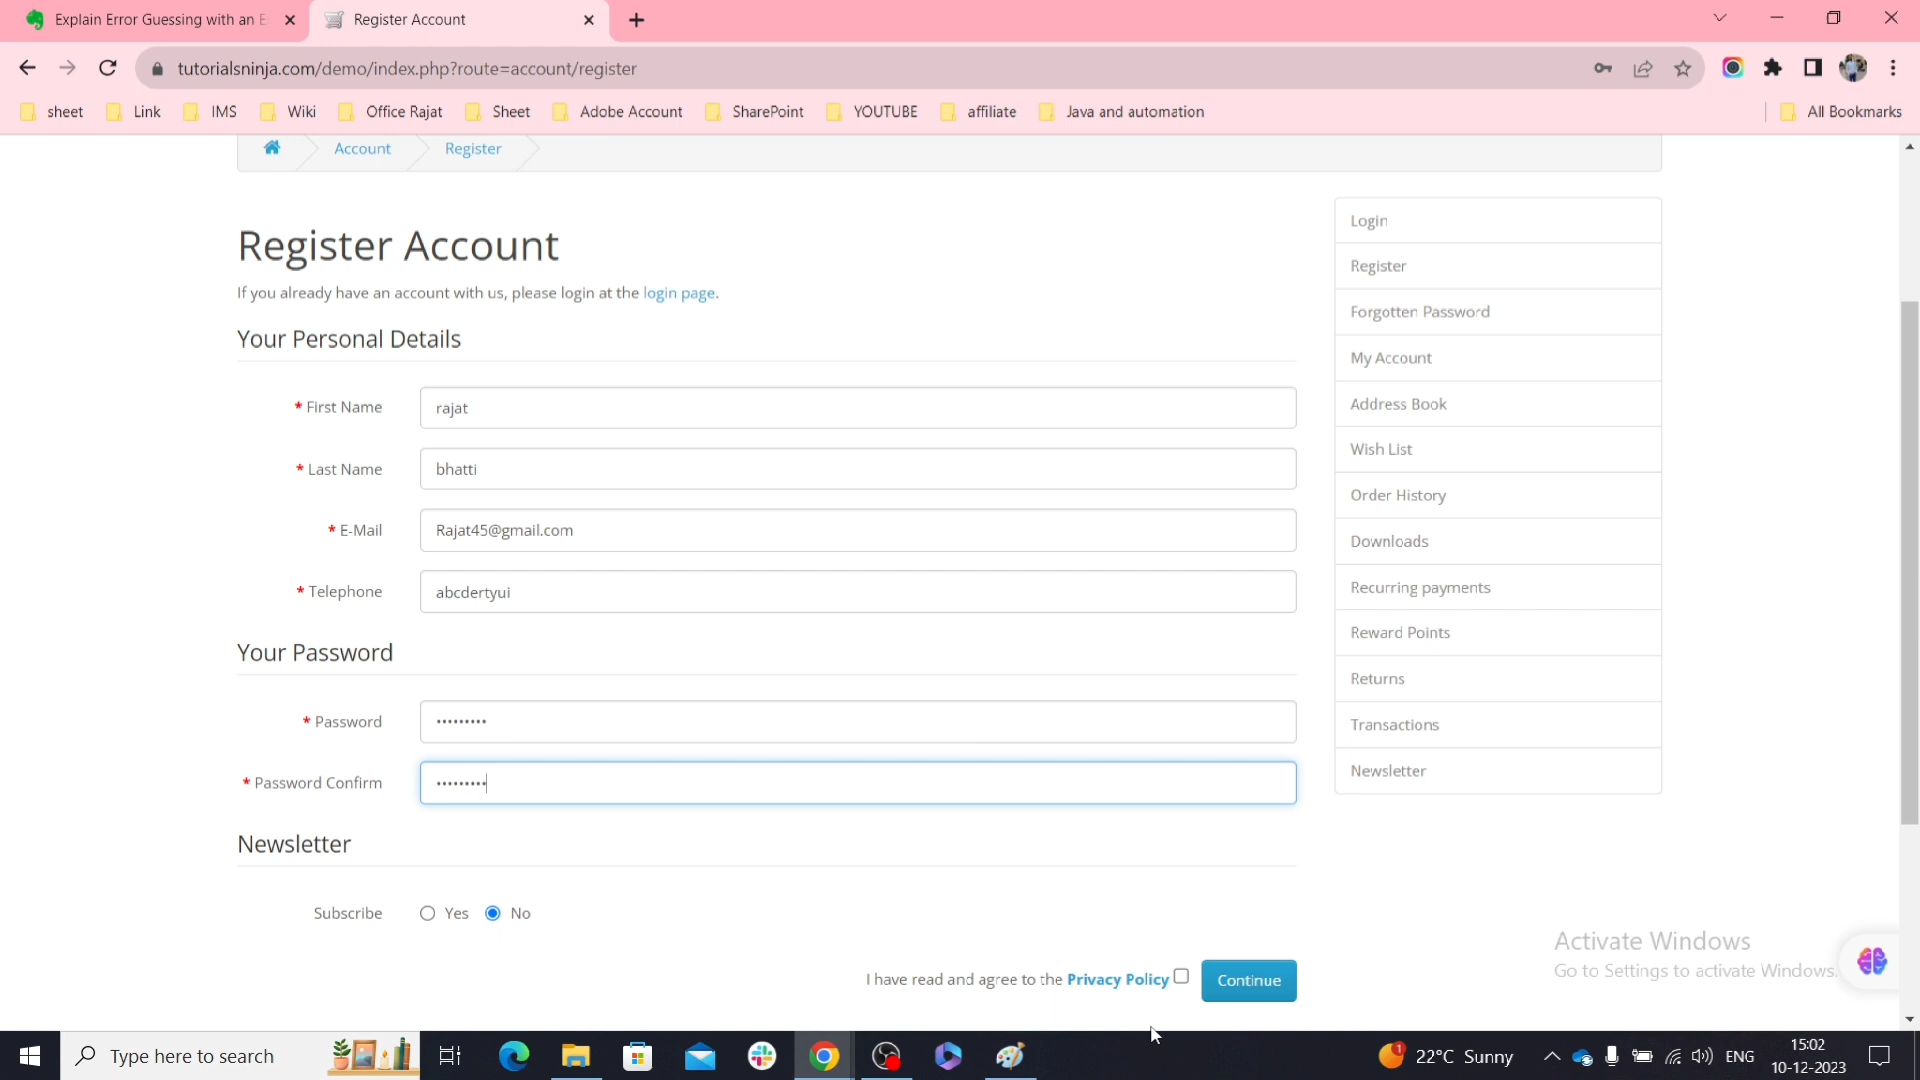 Explain Error Guessing with an E
Register Account
tutorialsninja.com/demo/index.php?route=account/register
sheet Link IMS Wiki Office Rajat Sheet Adobe Account SharePoint YOUTUBE affiliate Java and automation All Bookmarks
Account Register
Register Account
If you already have an account with us, please login at the login page.
Your Personal Details
* First Name rajat
* Last Name bhatti
* E-Mail Rajat45@gmail.com
* Telephone abcdertyui
Your Password
* Password •••••••••
* Password Confirm •••••••••
Newsletter
Subscribe Yes No
I have read and agree to the Privacy Policy Continue
Login
Register
Forgotten Password
My Account
Address Book
Wish List
Order History
Downloads
Recurring payments
Reward Points
Returns
Transactions
Newsletter
Activate Windows
Go to Settings to activate Windows.
Type here to search
1 22°C Sunny ENG
15:02
10-12-2023